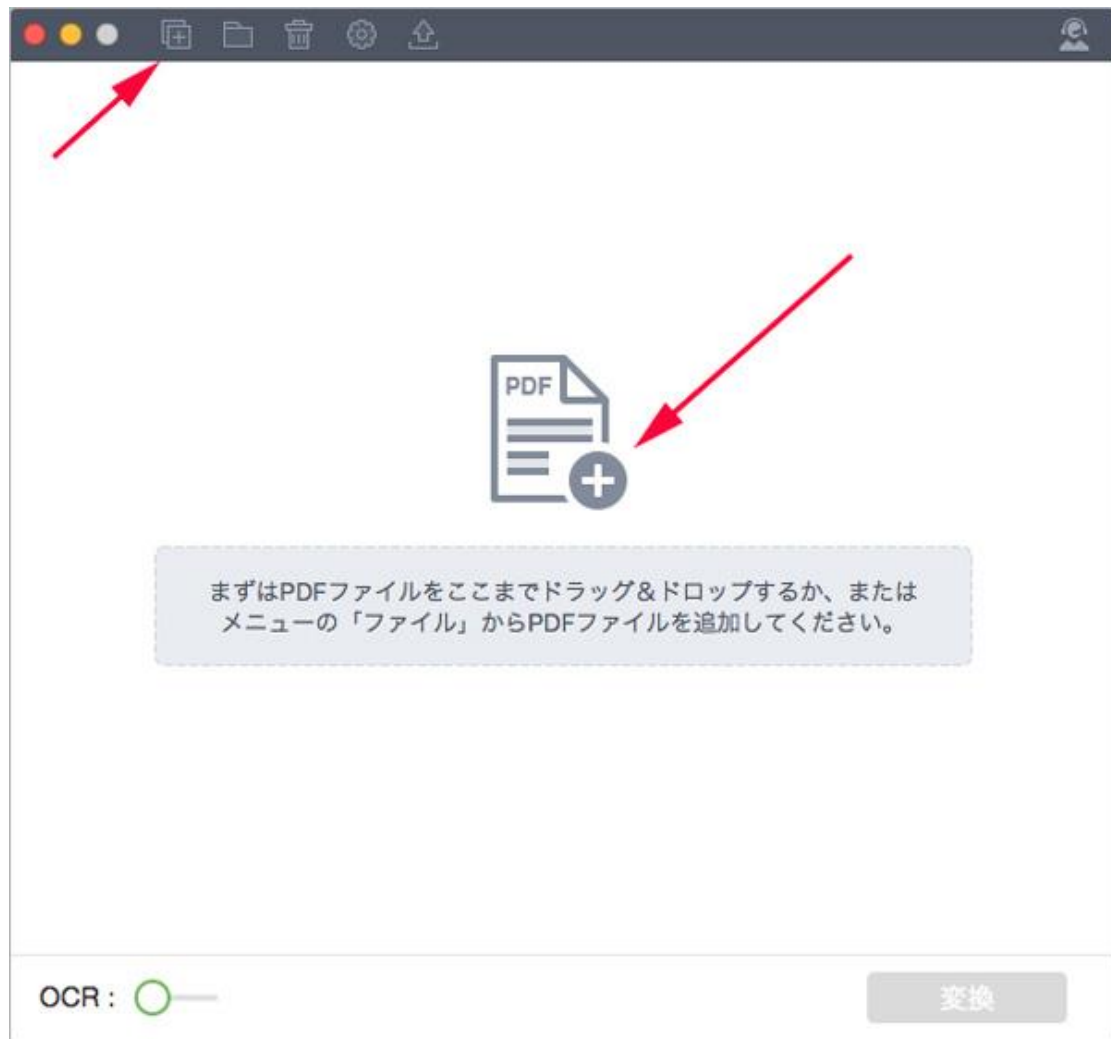 PDF
まずはPDFファイルをここまでドラッグ&ドロップするか、または
メニューの「ファイル」からPDFファイルを追加してください。
OCR :
変換